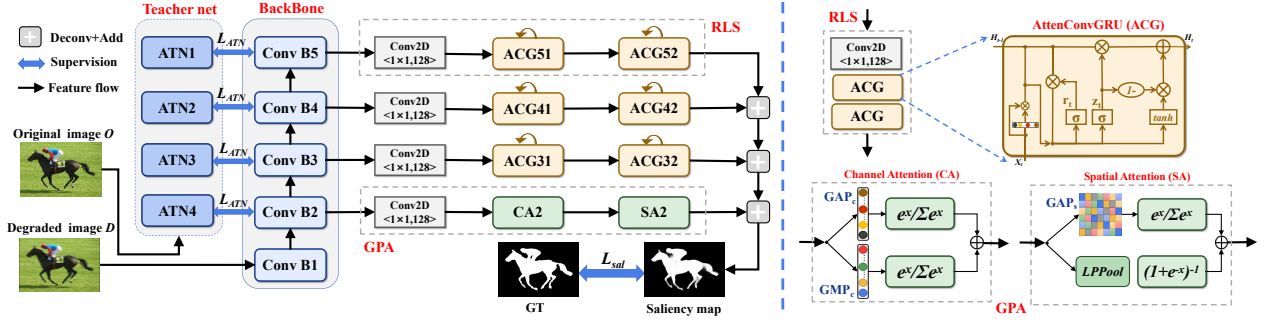 Teacher net
BackBone
Deconv+Add
Supervision
Feature flow
Original image O
Degraded image D
ATN1
L_ATN
Conv B5
Conv2D
<1×1,128>
ACG51
ACG52
RLS
ATN2
L_ATN
Conv B4
Conv2D
<1×1,128>
ACG41
ACG42
ATN3
L_ATN
Conv B3
Conv2D
<1×1,128>
ACG31
ACG32
ATN4
L_ATN
Conv B2
Conv2D
<1×1,128>
CA2
SA2
GPA
Conv B1
L_sal
GT
Saliency map
RLS
Conv2D
<1×1,128>
ACG
ACG
AttenConvGRU (ACG)
H_t-1
H_t
r_t
z_t
1-
σ
σ
tanh
X_t
Channel Attention (CA)
GAP_c
e^x/Σe^x
GMP_c
e^x/Σe^x
Spatial Attention (SA)
GAP_s
e^x/Σe^x
LPPool
(1+e^-x)^-1
GPA